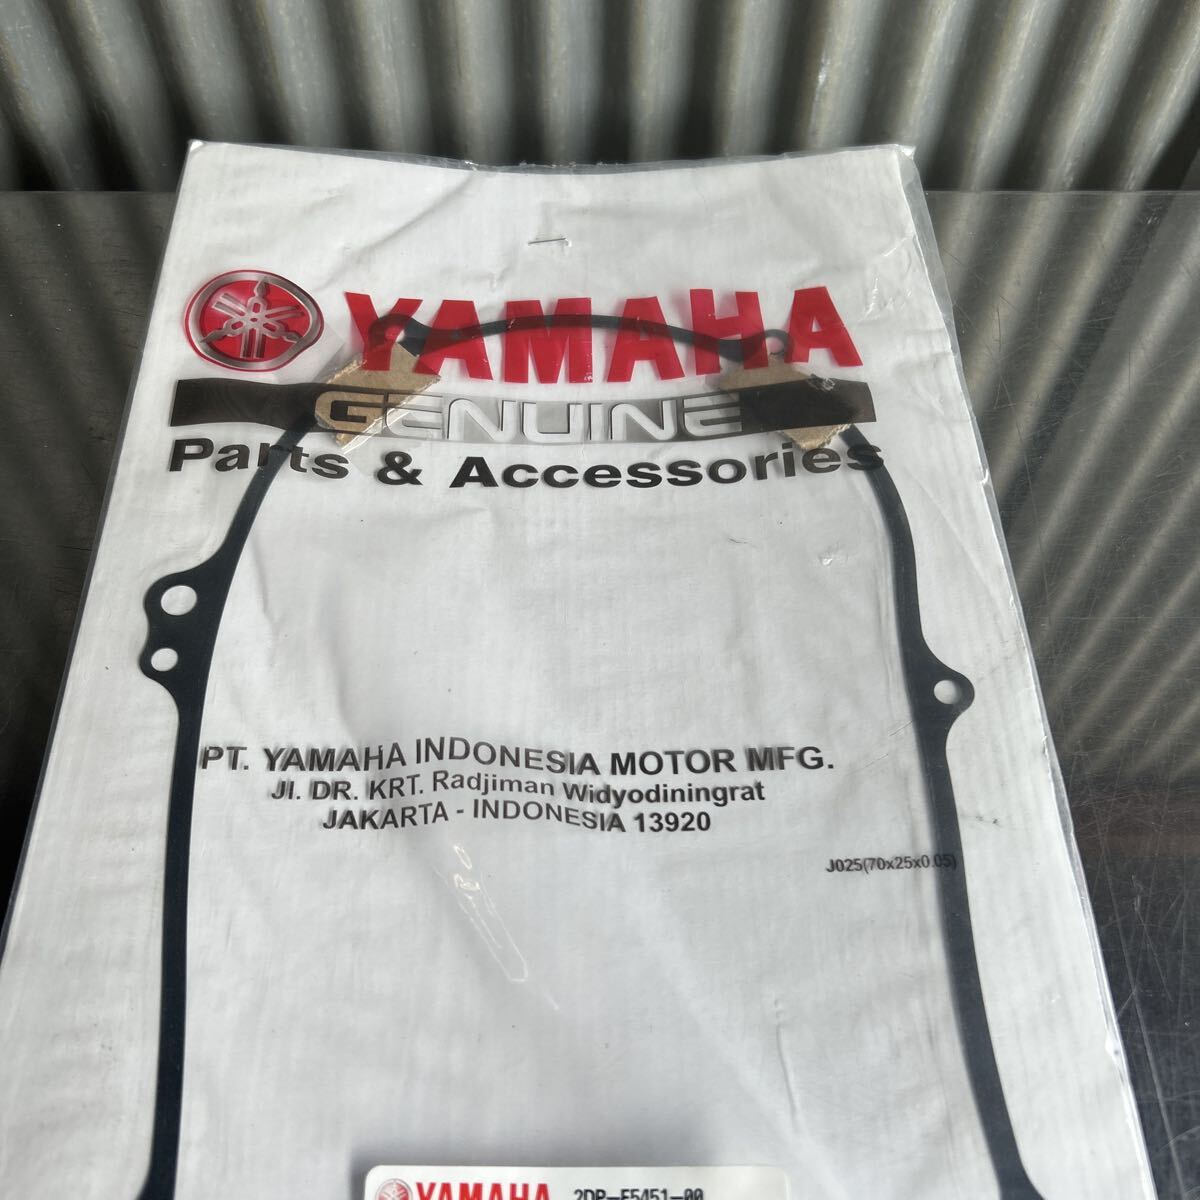 YAMAHA
GENUINE
Parts & Accessories
PT. YAMAHA INDONESIA MOTOR MFG.
Jl. DR. KRT. Radjiman Widyodiningrat
JAKARTA - INDONESIA 13920
J025(70x25x0.05)
YAMAHA 2DP-E5451-00